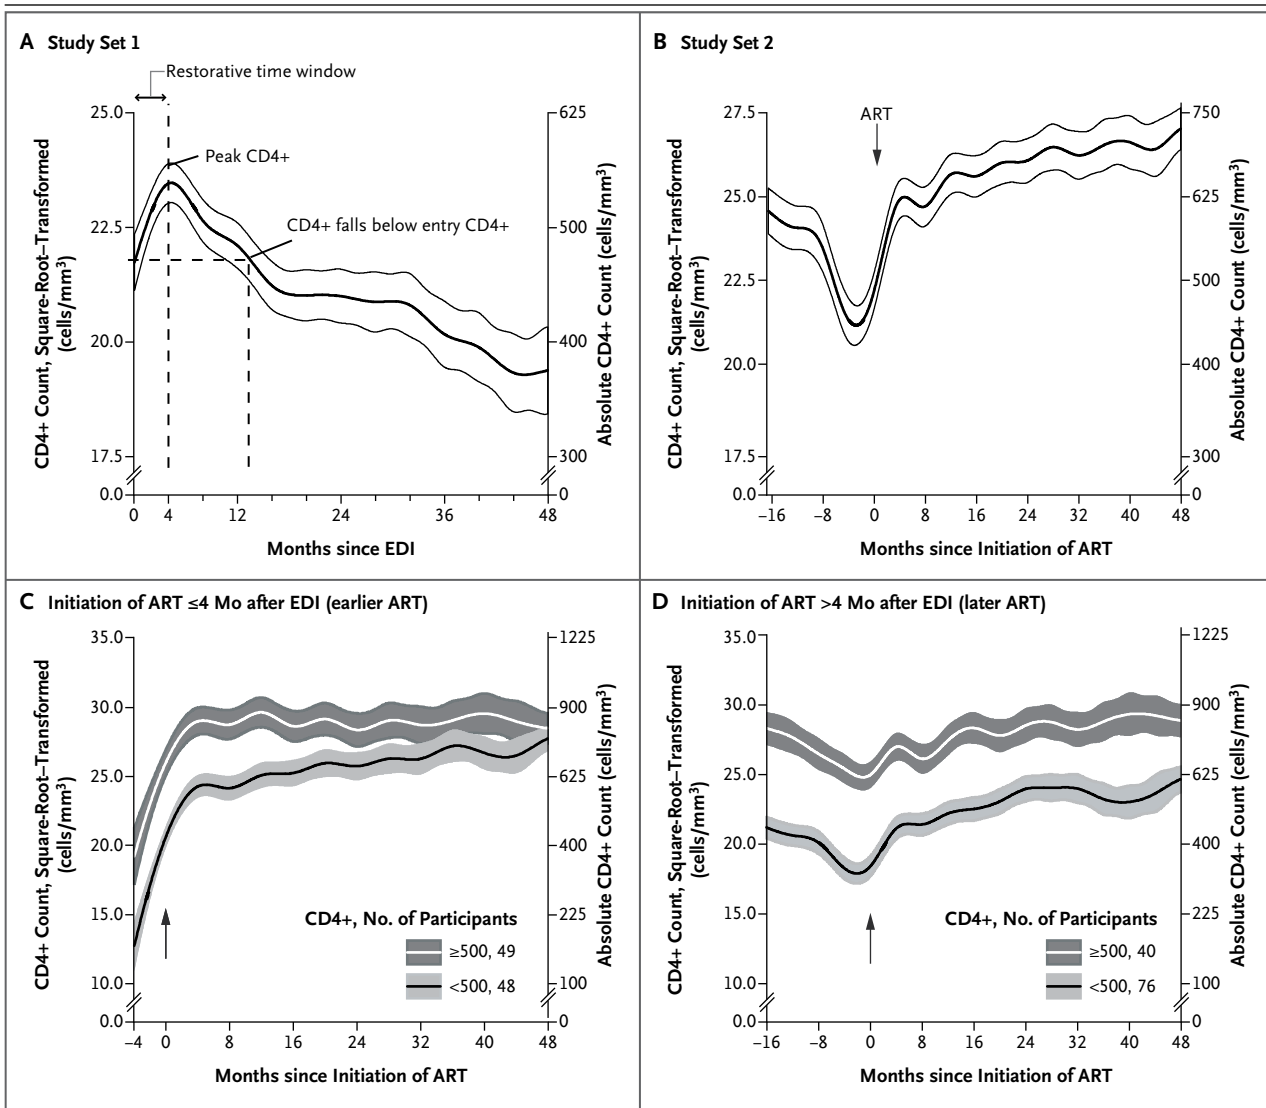 A Study Set 1
Restorative time window
Peak CD4+
CD4+ falls below entry CD4+
CD4+ Count, Square-Root–Transformed
(cells/mm³)
25.0
22.5
20.0
17.5
0.0
Absolute CD4+ Count (cells/mm³)
625
500
400
300
0
0 4 12 24 36 48
Months since EDI
B Study Set 2
ART
CD4+ Count, Square-Root–Transformed
(cells/mm³)
27.5
25.0
22.5
20.0
17.5
0.0
Absolute CD4+ Count (cells/mm³)
750
625
500
400
300
0
–16 –8 0 8 16 24 32 40 48
Months since Initiation of ART
C Initiation of ART ≤4 Mo after EDI (earlier ART)
CD4+ Count, Square-Root–Transformed
(cells/mm³)
35.0
30.0
25.0
20.0
15.0
10.0
0.0
Absolute CD4+ Count (cells/mm³)
1225
900
625
400
225
100
0
CD4+, No. of Participants
≥500, 49
<500, 48
–4 0 8 16 24 32 40 48
Months since Initiation of ART
D Initiation of ART >4 Mo after EDI (later ART)
CD4+ Count, Square-Root–Transformed
(cells/mm³)
35.0
30.0
25.0
20.0
15.0
10.0
0.0
Absolute CD4+ Count (cells/mm³)
1225
900
625
400
225
100
0
CD4+, No. of Participants
≥500, 40
<500, 76
–16 –8 0 8 16 24 32 40 48
Months since Initiation of ART